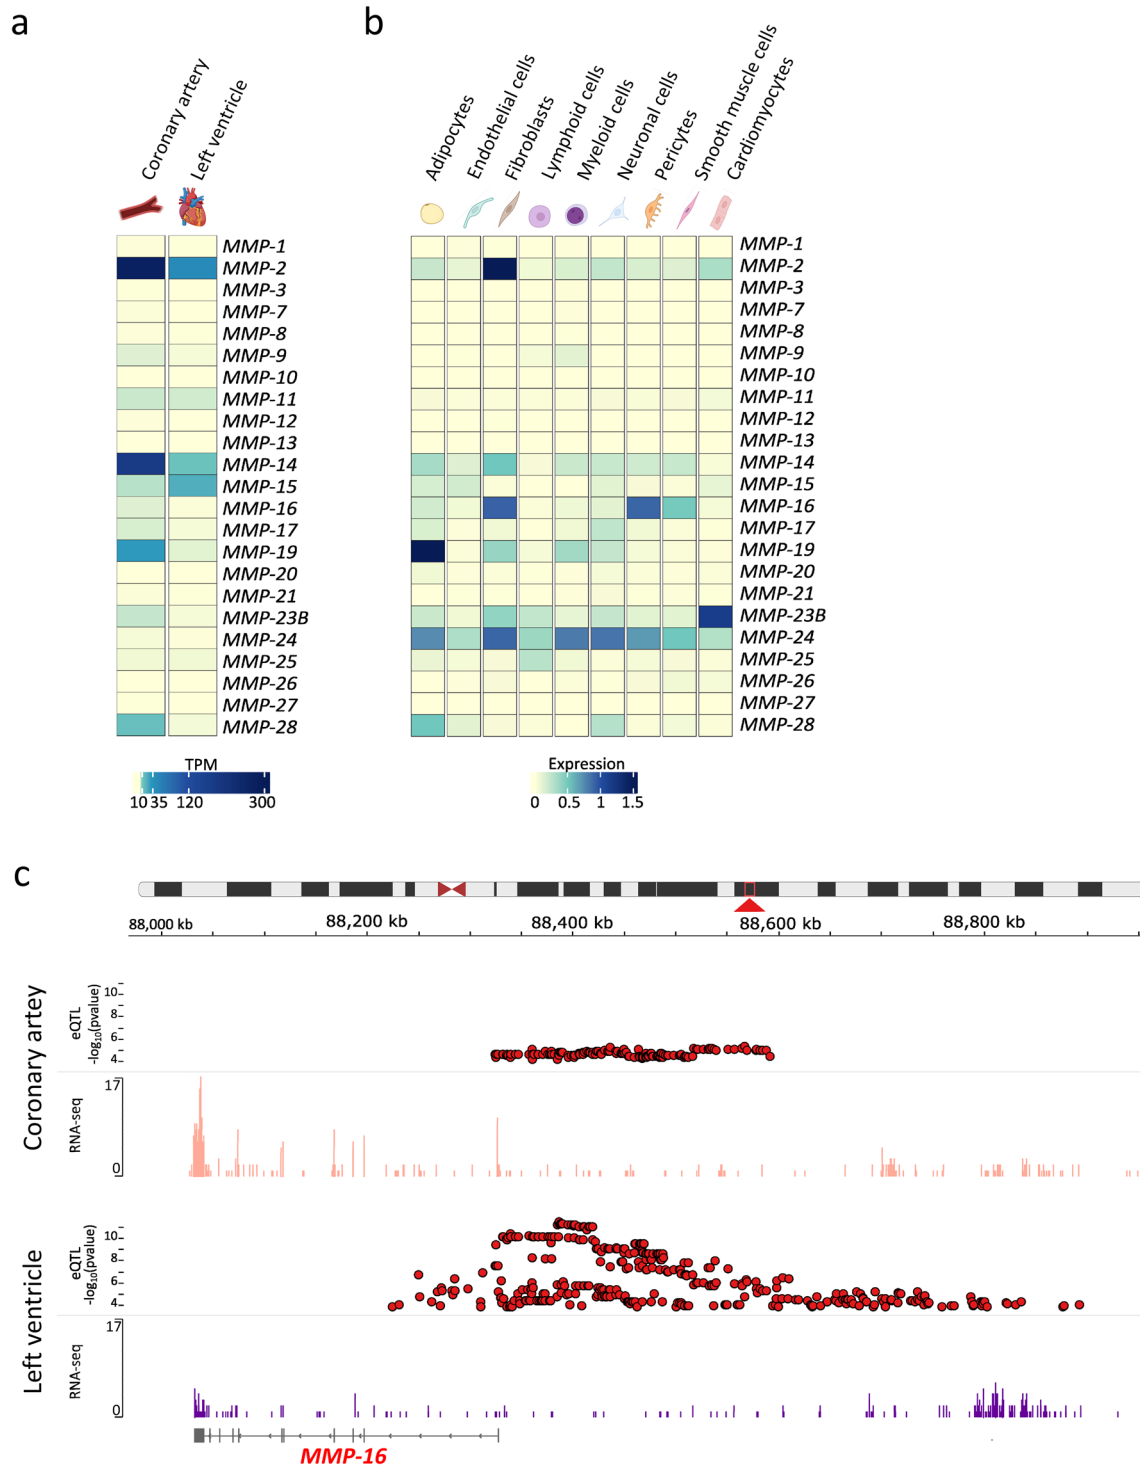 a
b
Coronary artery
Left ventricle
Adipocytes
Endothelial cells
Fibroblasts
Lymphoid cells
Myeloid cells
Neuronal cells
Pericytes
Smooth muscle cells
Cardiomyocytes
MMP-1
MMP-2
MMP-3
MMP-7
MMP-8
MMP-9
MMP-10
MMP-11
MMP-12
MMP-13
MMP-14
MMP-15
MMP-16
MMP-17
MMP-19
MMP-20
MMP-21
MMP-23B
MMP-24
MMP-25
MMP-26
MMP-27
MMP-28
TPM
10 35 120 300
MMP-1
MMP-2
MMP-3
MMP-7
MMP-8
MMP-9
MMP-10
MMP-11
MMP-12
MMP-13
MMP-14
MMP-15
MMP-16
MMP-17
MMP-19
MMP-20
MMP-21
MMP-23B
MMP-24
MMP-25
MMP-26
MMP-27
MMP-28
Expression
0 0.5 1 1.5
c
88,000 kb 88,200 kb 88,400 kb 88,600 kb 88,800 kb
Coronary artey
eQTL
-log10(pvalue)
10
8
6
4
RNA-seq
17
0
Left ventricle
eQTL
-log10(pvalue)
10
8
6
4
RNA-seq
17
0
MMP-16